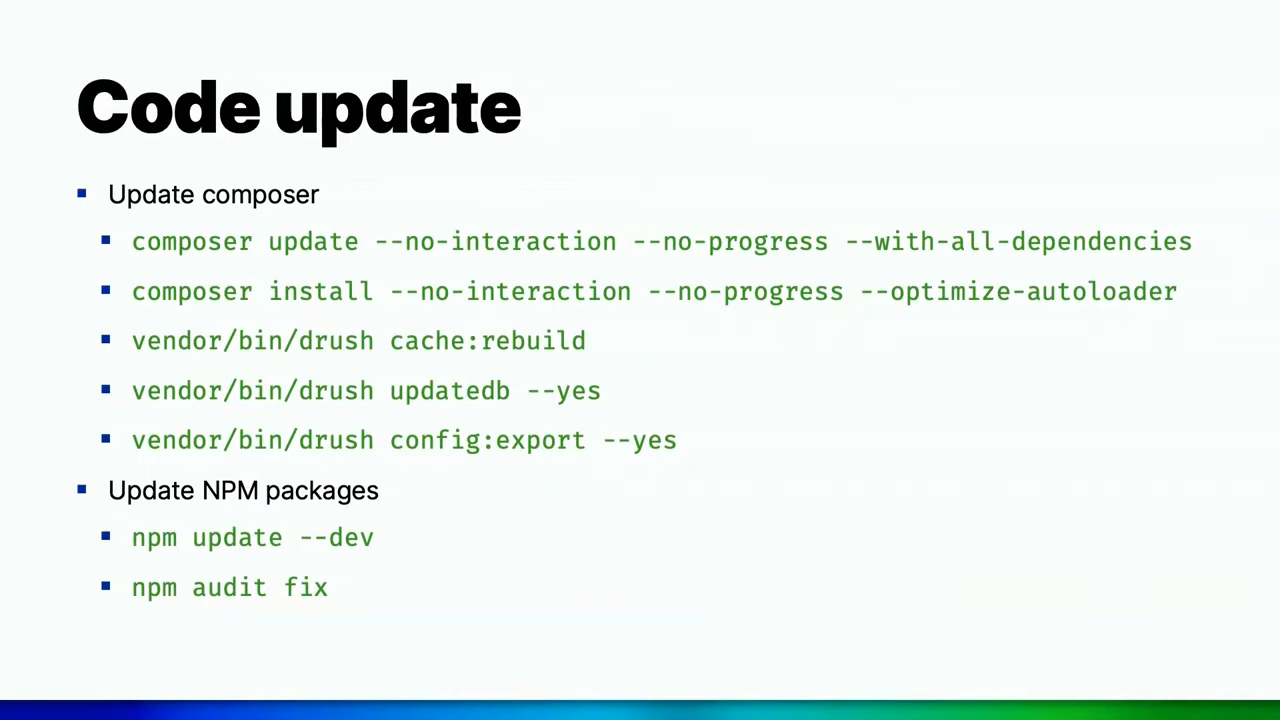 Code update
Update composer
composer update --no-interaction --no-progress --with-all-dependencies
composer install --no-interaction --no-progress --optimize-autoloader
vendor/bin/drush cache:rebuild
vendor/bin/drush updatedb --yes
vendor/bin/drush config:export --yes
Update NPM packages
npm update --dev
npm audit fix